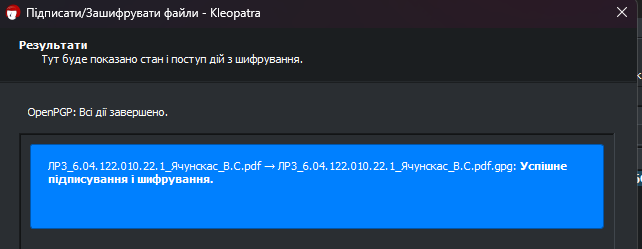 Підписати/Зашифрувати файли - Kleopatra
Результати
Тут буде показано стан і поступ дій з шифрування.
OpenPGP: Всі дії завершено.
ЛР3_6.04.122.010.22.1_Ячунскас_В.С.pdf → ЛР3_6.04.122.010.22.1_Ячунскас_В.С.pdf.gpg: Успішне
підписування і шифрування.